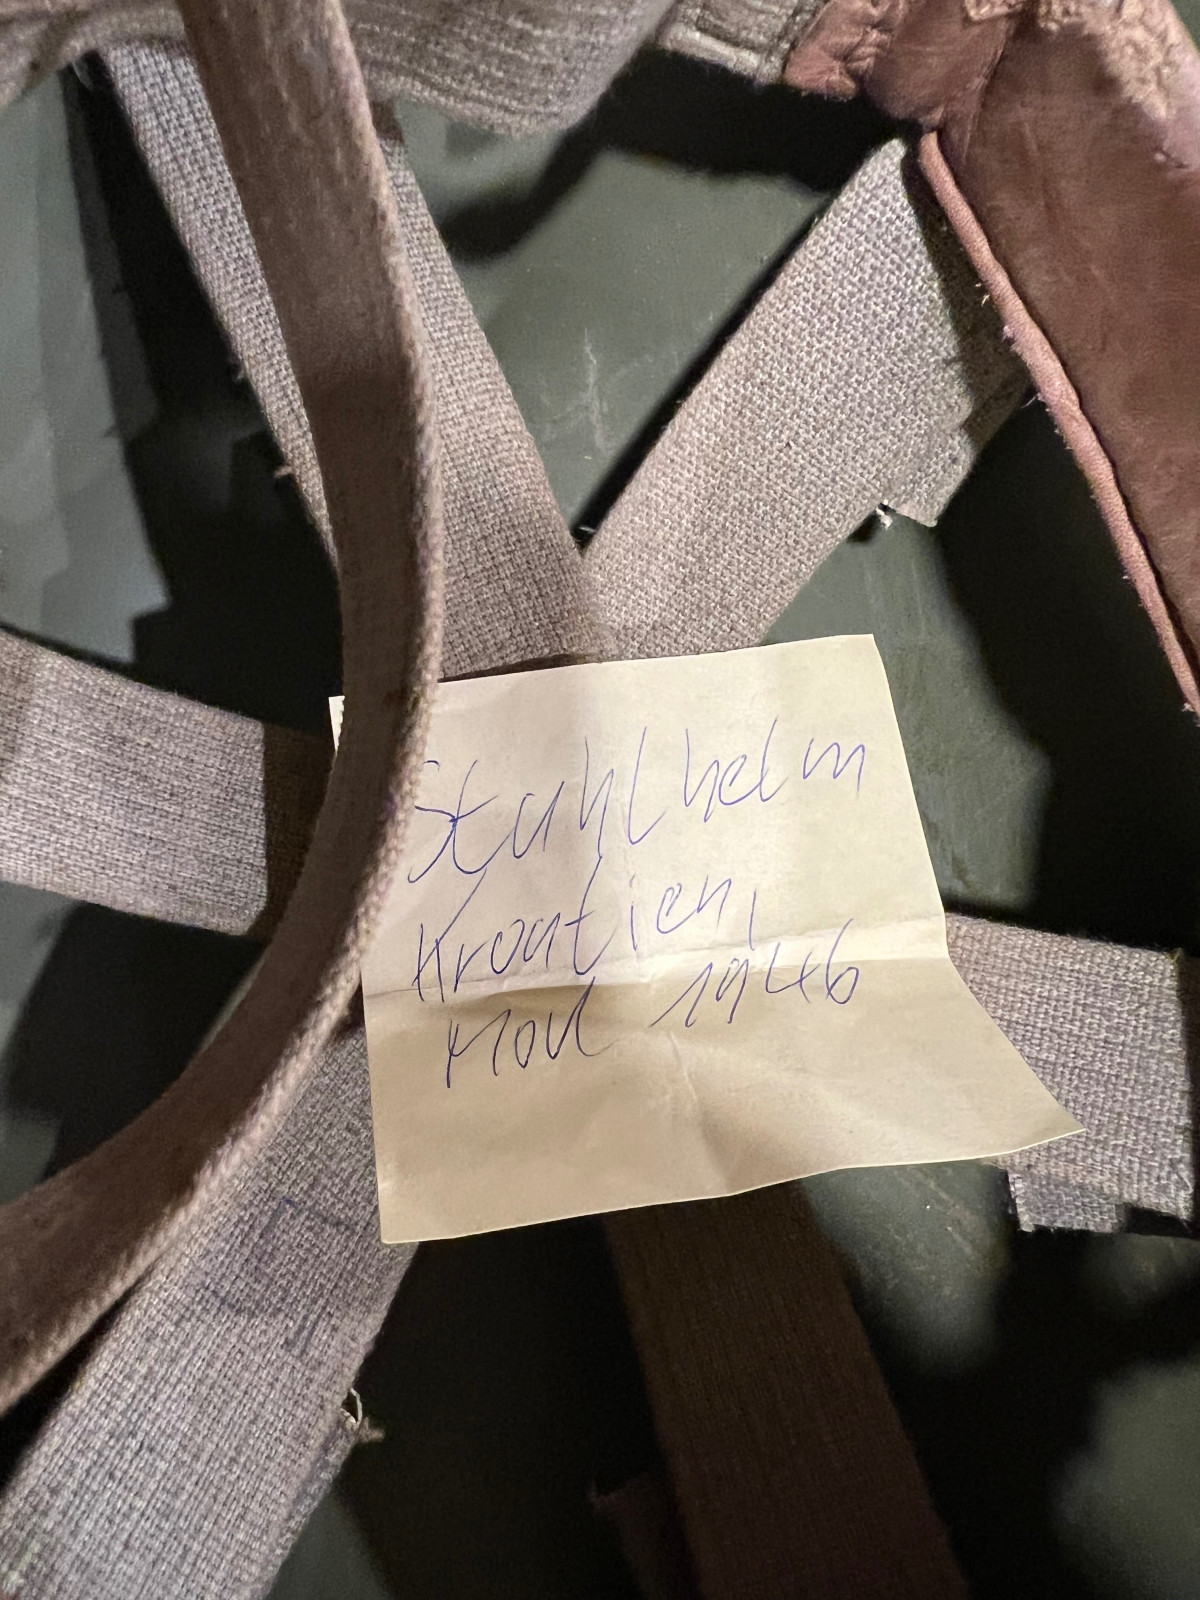 Stahlhelm
Kroatien,
Mod 1946